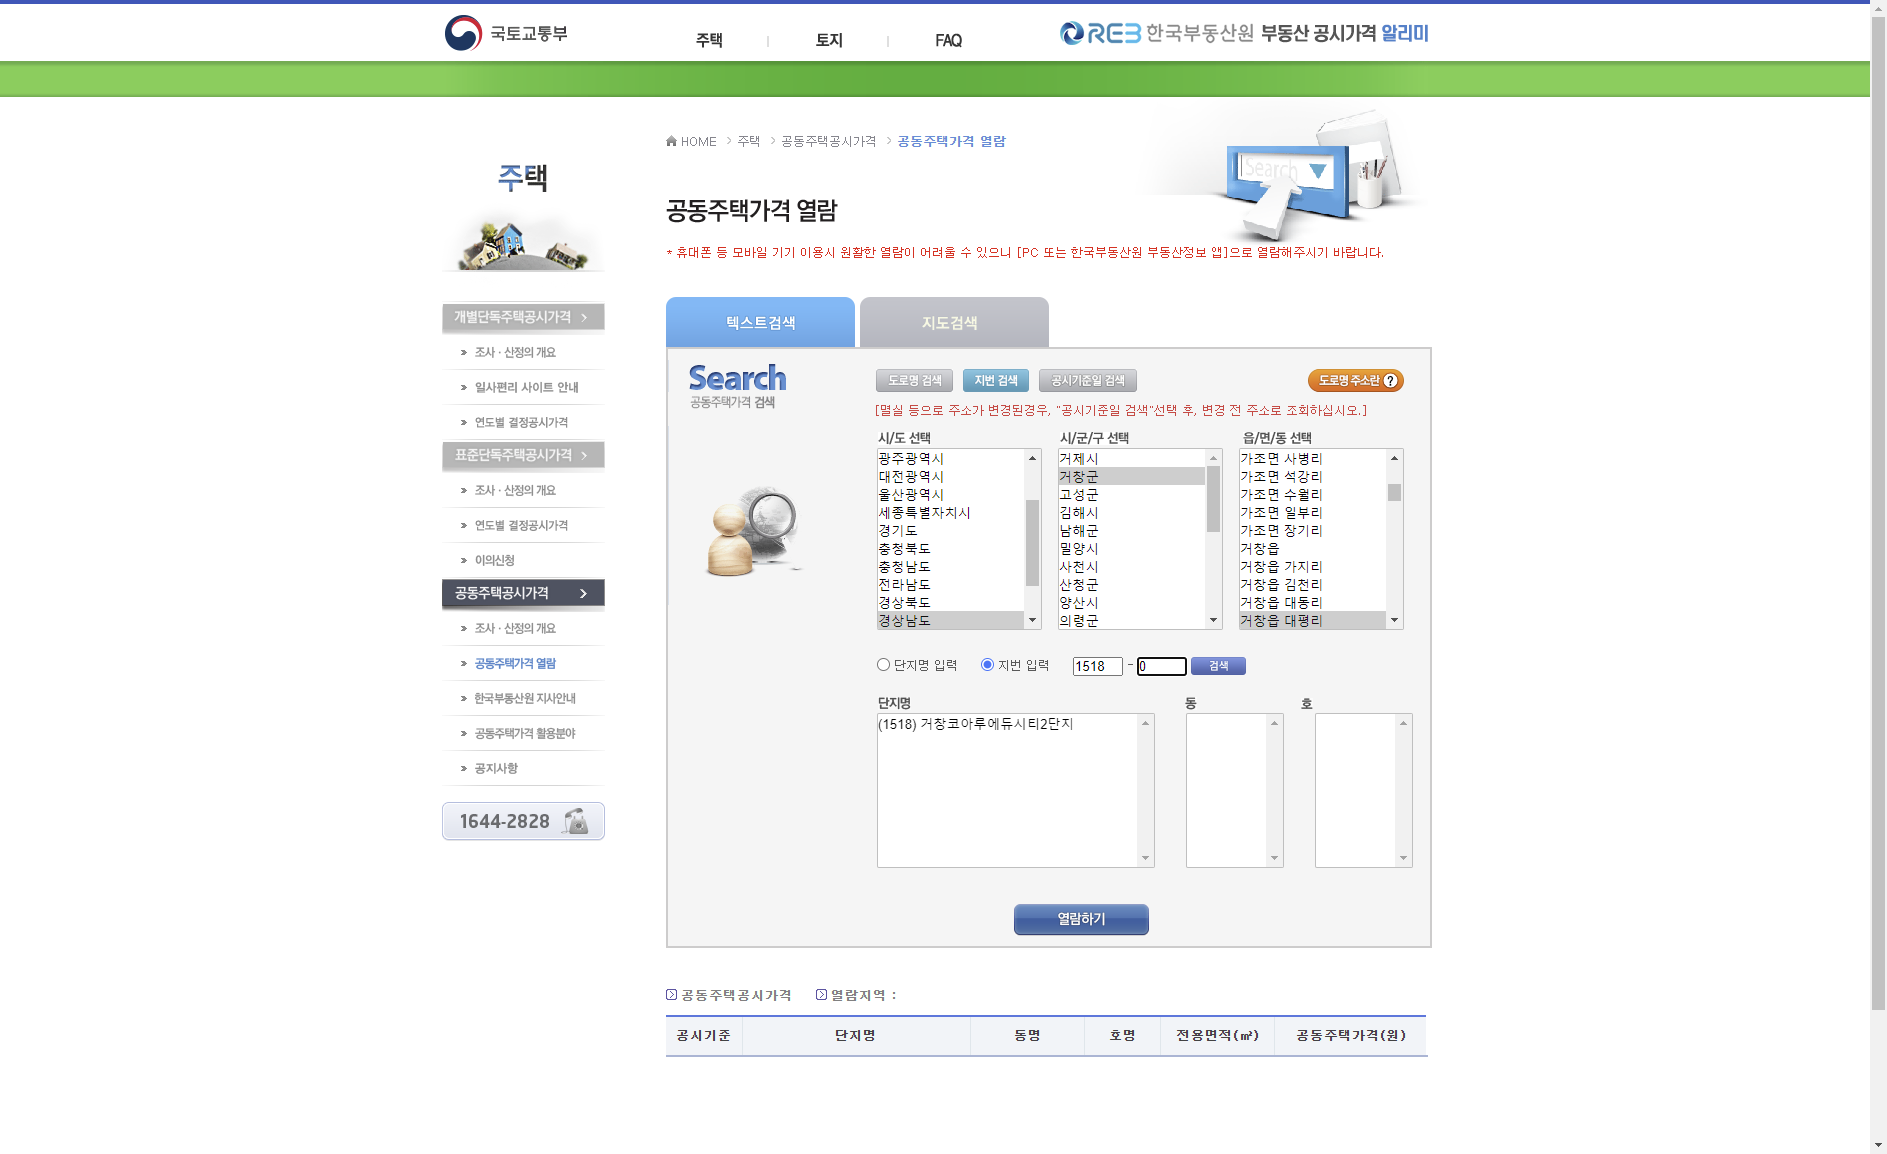 국토교통부
주택
토지
FAQ
REB 한국부동산원 부동산 공시가격 알리미
HOME > 주택 > 공동주택공시가격 > 공동주택가격 열람
Search
주택
공동주택가격 열람
* 휴대폰 등 모바일 기기 이용시 원활한 열람이 어려울 수 있으니 [PC 또는 한국부동산원 부동산정보 앱]으로 열람해주시기 바랍니다.
개별단독주택공시가격
조사 · 산정의 개요
일사편리 사이트 안내
연도별 결정공시가격
표준단독주택공시가격
조사 · 산정의 개요
연도별 결정공시가격
이의신청
공동주택공시가격
조사 · 산정의 개요
공동주택가격 열람
한국부동산원 지사안내
공동주택가격 활용분야
공지사항
1644-2828
텍스트검색
지도검색
Search
공동주택가격 검색
도로명 검색
지번 검색
공시기준일 검색
도로명 주소란 ?
[멸실 등으로 주소가 변경된경우, "공시기준일 검색"선택 후, 변경 전 주소로 조회하십시오.]
시/도 선택
광주광역시
대전광역시
울산광역시
세종특별자치시
경기도
충청북도
충청남도
전라남도
경상북도
경상남도
시/군/구 선택
거제시
거창군
고성군
김해시
남해군
밀양시
사천시
산청군
양산시
의령군
읍/면/동 선택
가조면 사병리
가조면 석강리
가조면 수월리
가조면 일부리
가조면 장기리
거창읍
거창읍 가지리
거창읍 김천리
거창읍 대동리
거창읍 대평리
단지명 입력
지번 입력
1518 - 0
검색
단지명
(1518) 거창코아루에듀시티2단지
동
호
열람하기
공동주택공시가격
열람지역 :
공시기준
단지명
동명
호명
전용면적(㎡)
공동주택가격(원)